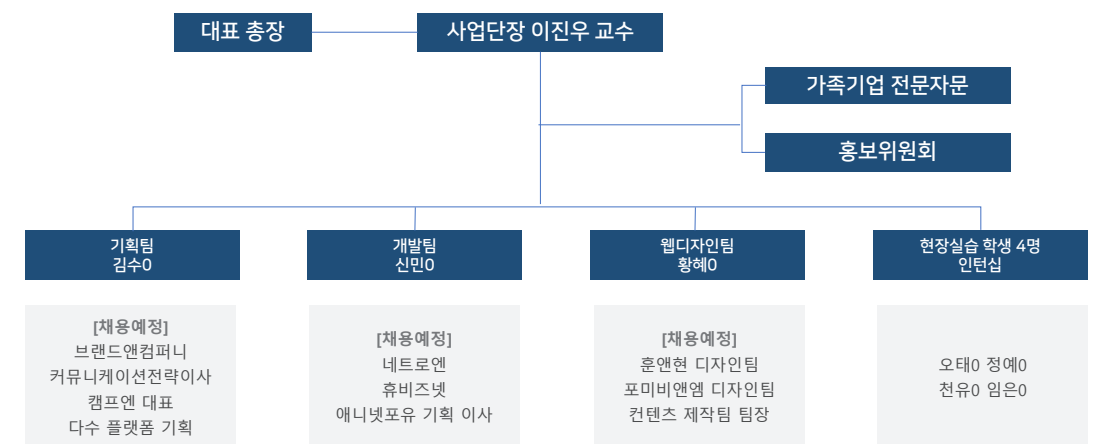 대표 총장
사업단장 이진우 교수
가족기업 전문자문
홍보위원회
기획팀
김수0
개발팀
신민0
웹디자인팀
황혜0
현장실습 학생 4명
인턴십
[채용예정]
브랜드앤컴퍼니
커뮤니케이션전략이사
캠프엔 대표
다수 플랫폼 기획
[채용예정]
네트로엔
휴비즈넷
애니넷포유 기획 이사
[채용예정]
훈앤현 디자인팀
포미비앤엠 디자인팀
컨텐츠 제작팀 팀장
오태0 정예0
천유0 임은0